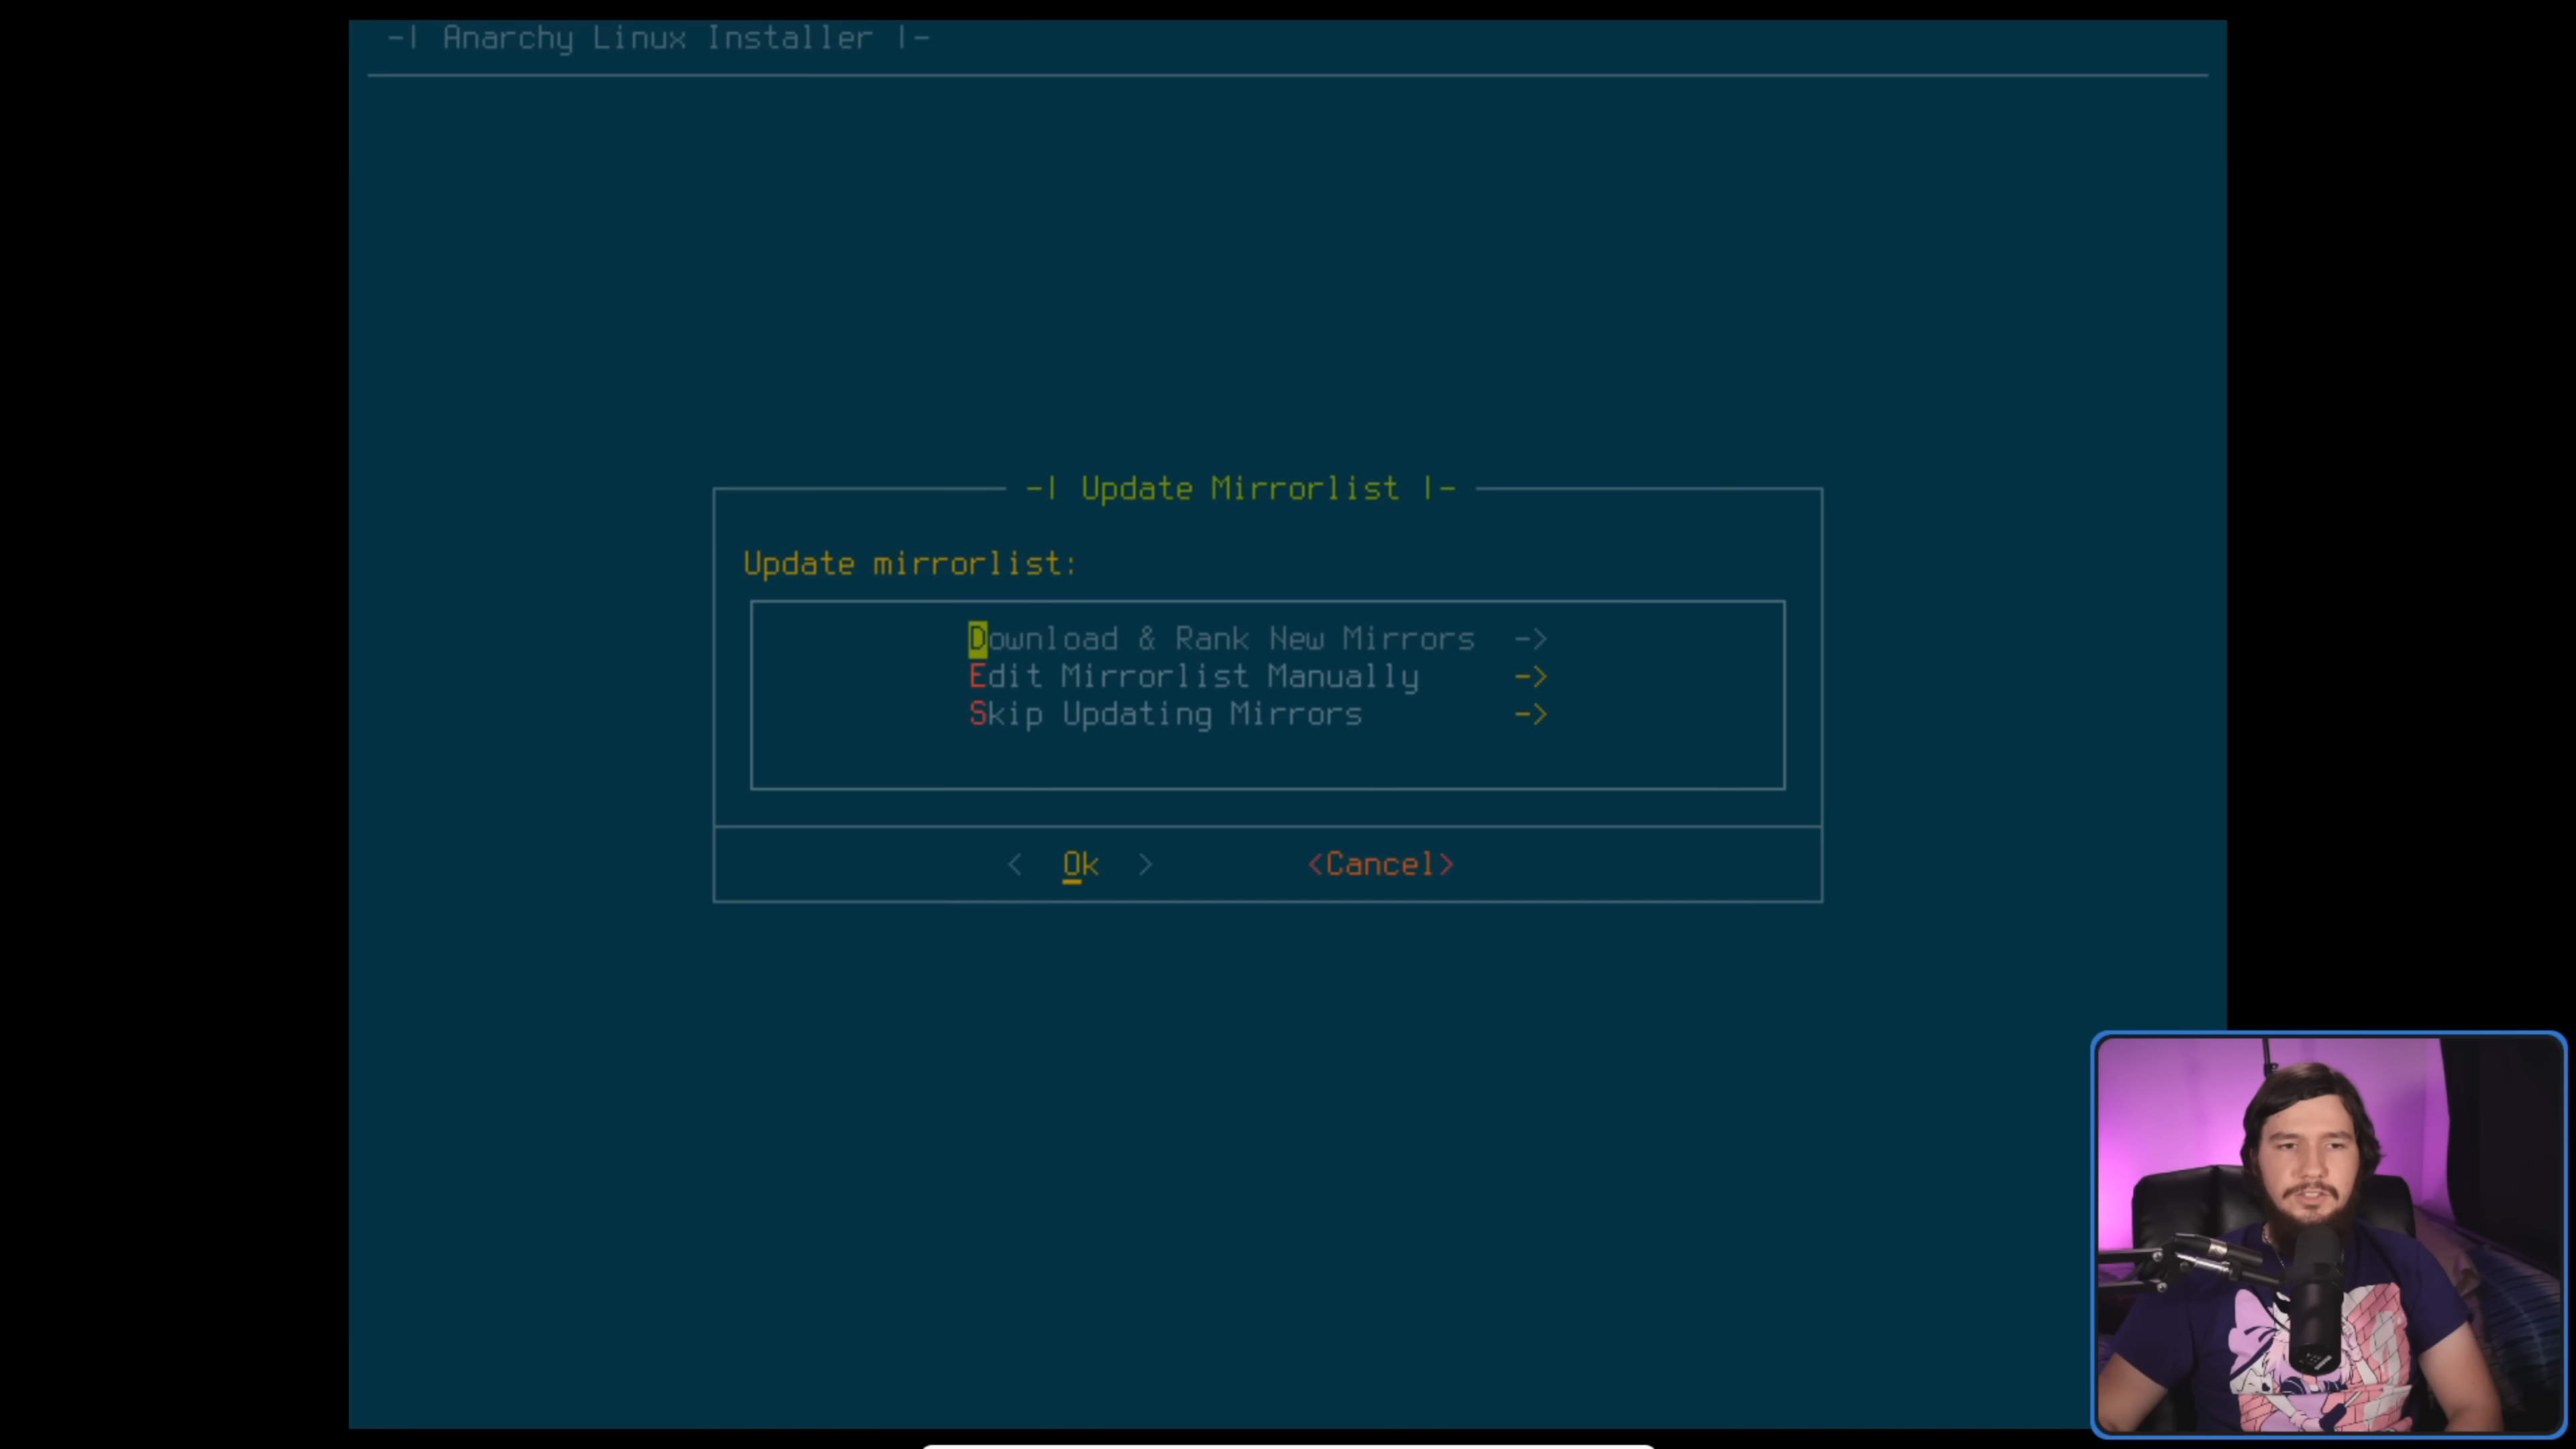 -| Anarchy Linux Installer |-
-| Update Mirrorlist |-
Update mirrorlist:
Download & Rank New Mirrors ->
Edit Mirrorlist Manually ->
Skip Updating Mirrors ->
< Ok > <Cancel>